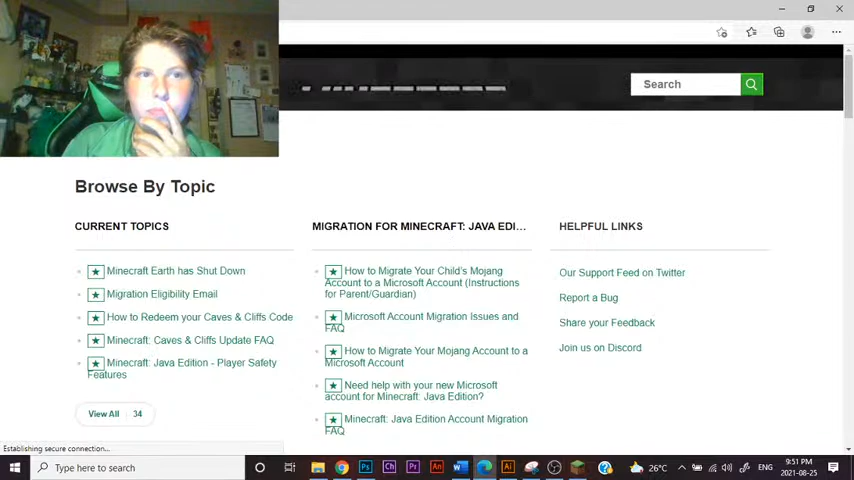 Search
Browse By Topic
CURRENT TOPICS
Minecraft Earth has Shut Down
Migration Eligibility Email
How to Redeem your Caves & Cliffs Code
Minecraft: Caves & Cliffs Update FAQ
Minecraft: Java Edition - Player Safety
Features
View All 34
MIGRATION FOR MINECRAFT: JAVA EDI...
How to Migrate Your Child's Mojang
Account to a Microsoft Account (Instructions
for Parent/Guardian)
Microsoft Account Migration Issues and
FAQ
How to Migrate Your Mojang Account to a
Microsoft Account
Need help with your new Microsoft
account for Minecraft: Java Edition?
Minecraft: Java Edition Account Migration
FAQ
HELPFUL LINKS
Our Support Feed on Twitter
Report a Bug
Share your Feedback
Join us on Discord
Establishing secure connection...
Type here to search
Ps
Ch
Pr
An
Ai
26°C
ENG
9:51 PM
2021-08-25